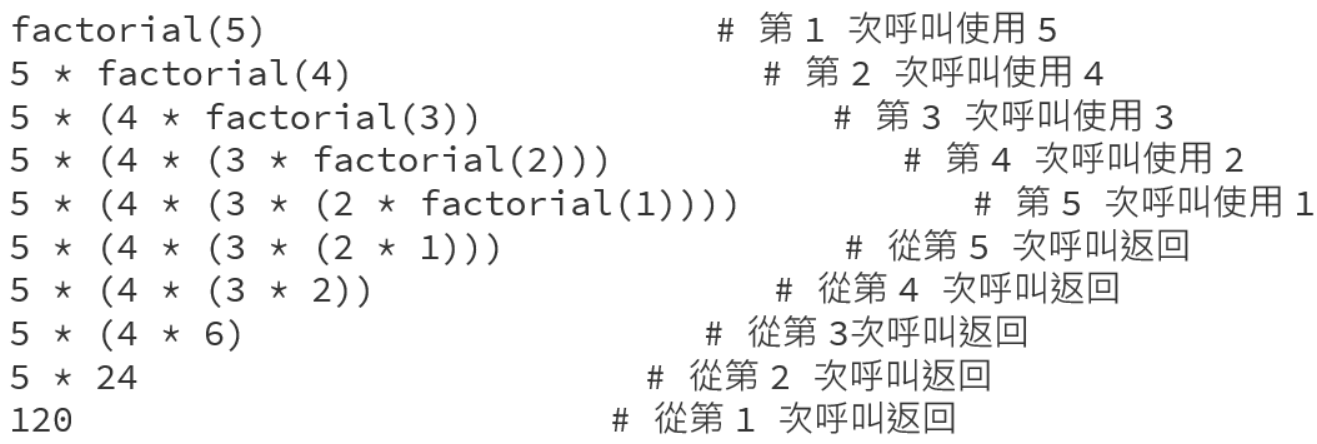 factorial(5) # 第 1 次呼叫使用 5
5 * factorial(4) # 第 2 次呼叫使用 4
5 * (4 * factorial(3)) # 第 3 次呼叫使用 3
5 * (4 * (3 * factorial(2))) # 第 4 次呼叫使用 2
5 * (4 * (3 * (2 * factorial(1)))) # 第 5 次呼叫使用 1
5 * (4 * (3 * (2 * 1))) # 從第 5 次呼叫返回
5 * (4 * (3 * 2)) # 從第 4 次呼叫返回
5 * (4 * 6) # 從第 3次呼叫返回
5 * 24 # 從第 2 次呼叫返回
120 # 從第 1 次呼叫返回